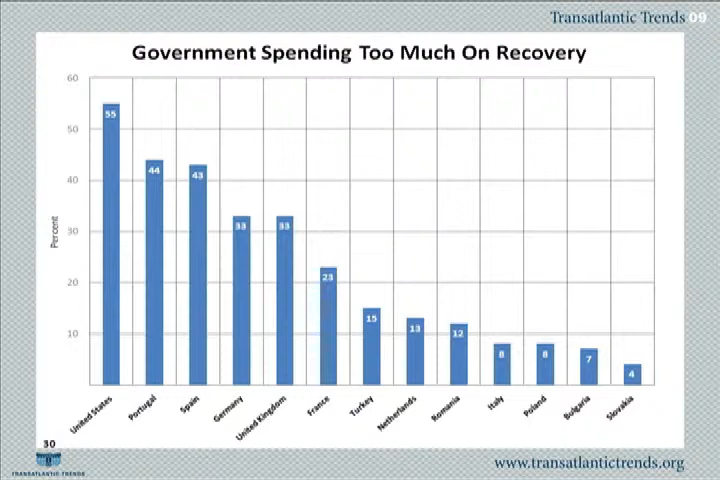 Transatlantic Trends 09
Government Spending Too Much On Recovery
Percent
60
50
40
30
20
10
55
44
43
33
33
23
15
13
12
8
8
7
4
United States
Portugal
Spain
Germany
United Kingdom
France
Turkey
Netherlands
Romania
Italy
Poland
Bulgaria
Slovakia
30
TRANSATLANTIC TRENDS
www.transatlantictrends.org